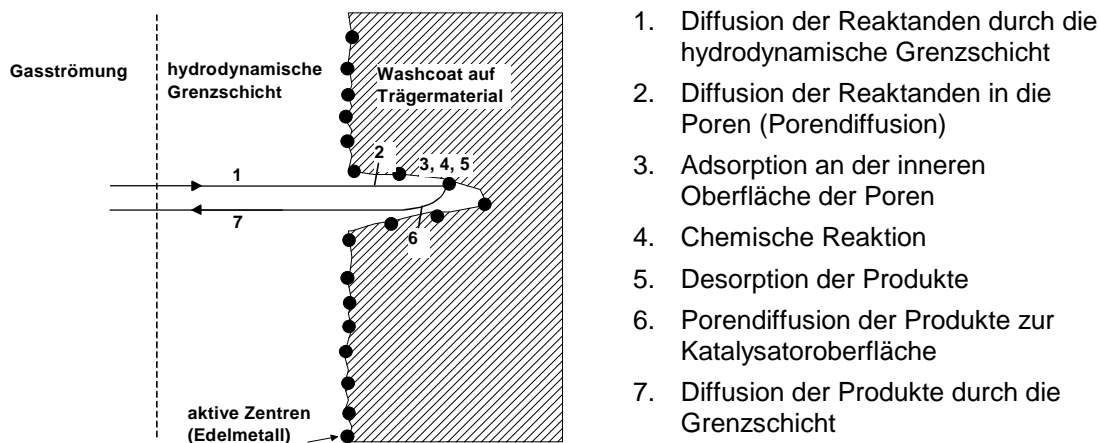 Gasströmung
hydrodynamische
Grenzschicht
Washcoat auf
Trägermaterial
2
3, 4, 5
1
7
6
aktive Zentren
(Edelmetall)
1. Diffusion der Reaktanden durch die
hydrodynamische Grenzschicht
2. Diffusion der Reaktanden in die
Poren (Porendiffusion)
3. Adsorption an der inneren
Oberfläche der Poren
4. Chemische Reaktion
5. Desorption der Produkte
6. Porendiffusion der Produkte zur
Katalysatoroberfläche
7. Diffusion der Produkte durch die
Grenzschicht